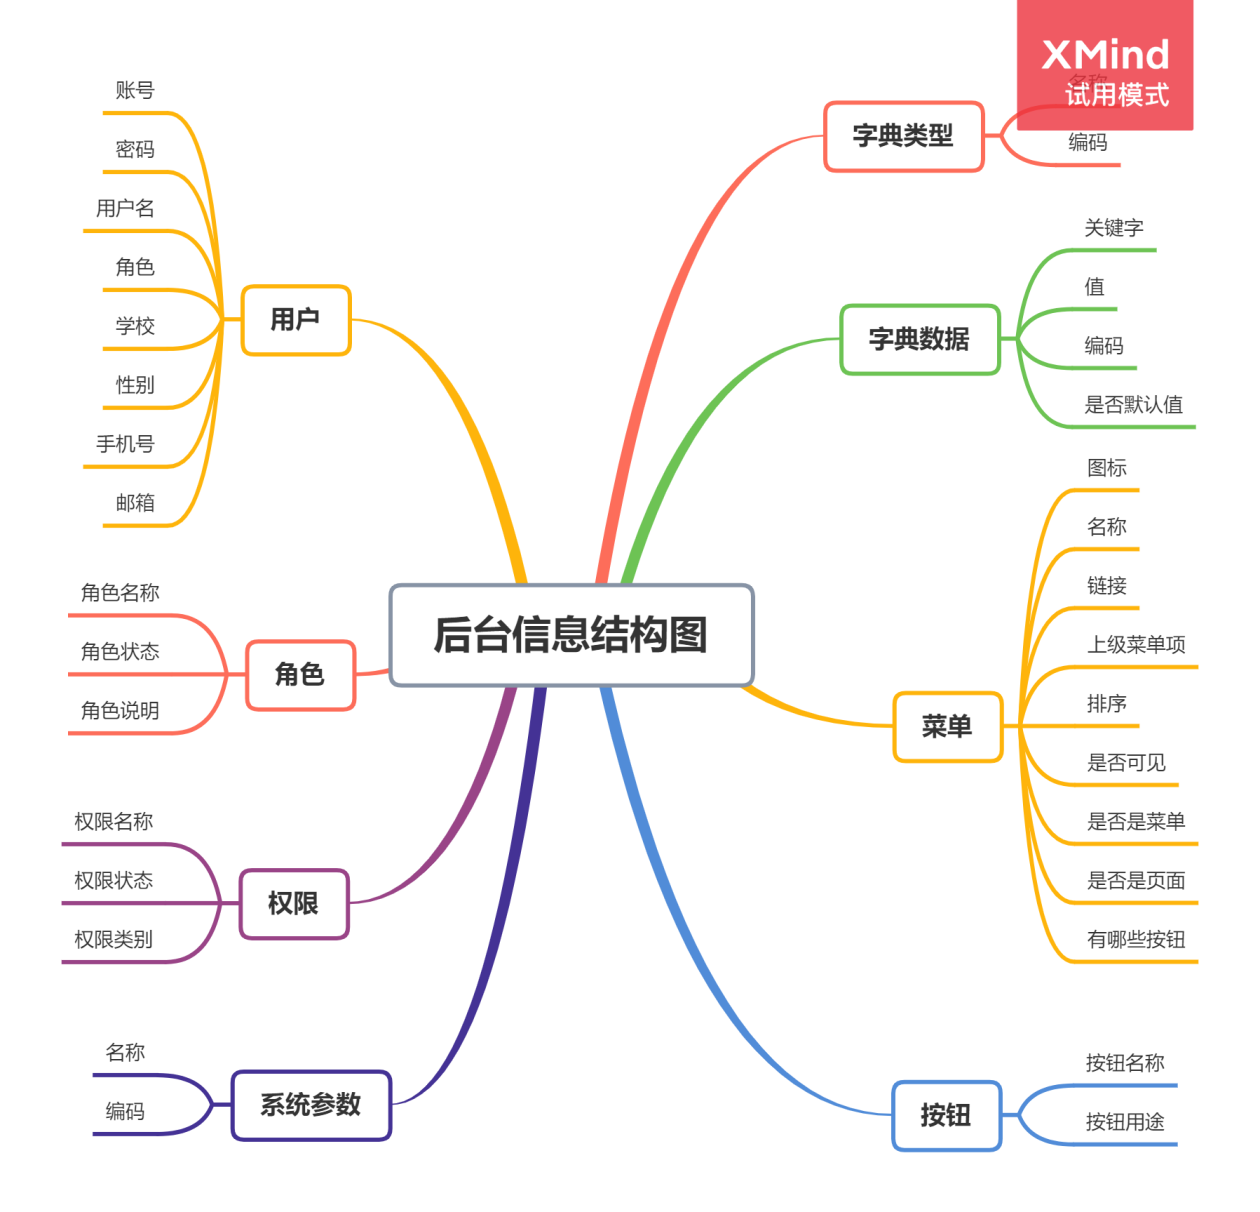 XMind
试用模式
后台信息结构图
字典类型
名称
编码
字典数据
关键字
值
编码
是否默认值
菜单
图标
名称
链接
上级菜单项
排序
是否可见
是否是菜单
是否是页面
有哪些按钮
按钮
按钮名称
按钮用途
用户
账号
密码
用户名
角色
学校
性别
手机号
邮箱
角色
角色名称
角色状态
角色说明
权限
权限名称
权限状态
权限类别
系统参数
名称
编码